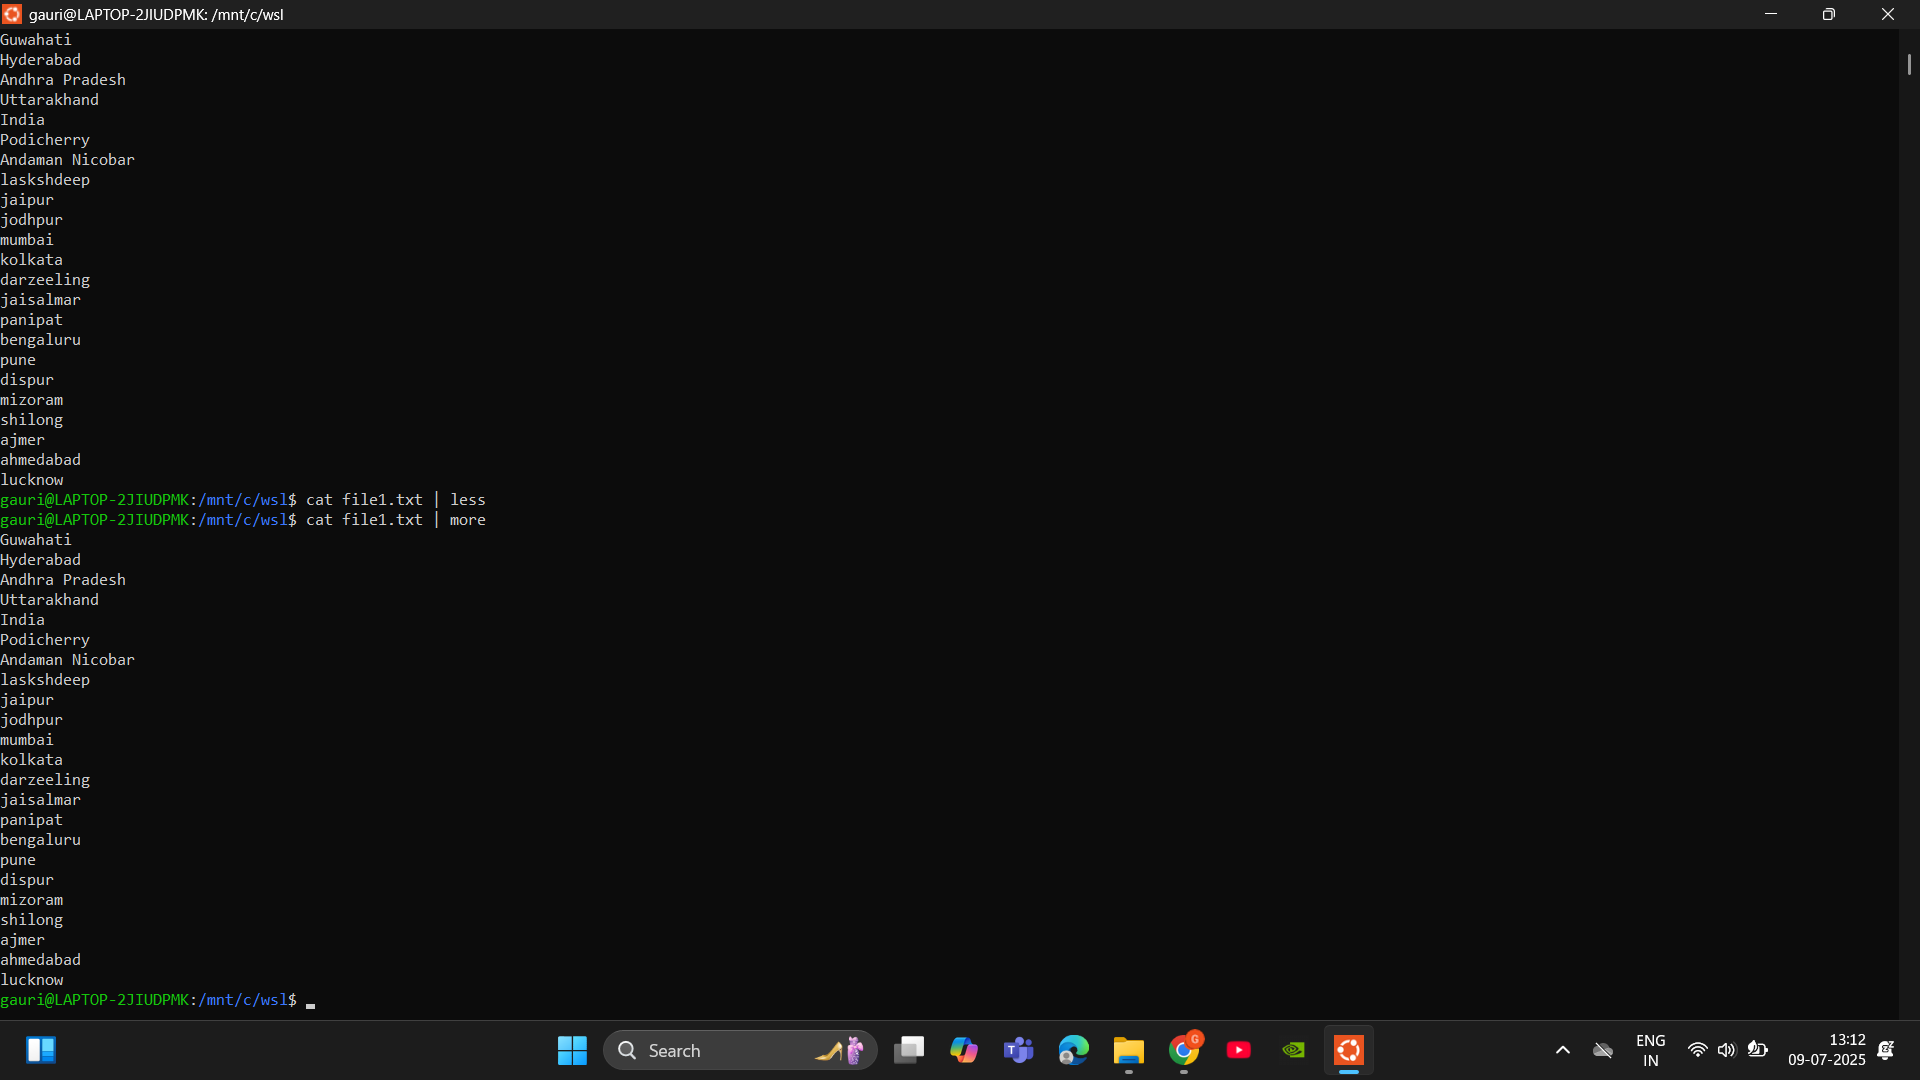 gauri@LAPTOP-2JIUDPMK: /mnt/c/wsl
Guwahati
Hyderabad
Andhra Pradesh
Uttarakhand
India
Podicherry
Andaman Nicobar
laskshdeep
jaipur
jodhpur
mumbai
kolkata
darzeeling
jaisalmar
panipat
bengaluru
pune
dispur
mizoram
shilong
ajmer
ahmedabad
lucknow
gauri@LAPTOP-2JIUDPMK:/mnt/c/wsl$ cat file1.txt | less
gauri@LAPTOP-2JIUDPMK:/mnt/c/wsl$ cat file1.txt | more
Guwahati
Hyderabad
Andhra Pradesh
Uttarakhand
India
Podicherry
Andaman Nicobar
laskshdeep
jaipur
jodhpur
mumbai
kolkata
darzeeling
jaisalmar
panipat
bengaluru
pune
dispur
mizoram
shilong
ajmer
ahmedabad
lucknow
gauri@LAPTOP-2JIUDPMK:/mnt/c/wsl$
Search
G
T
ENG
IN
13:12
09-07-2025